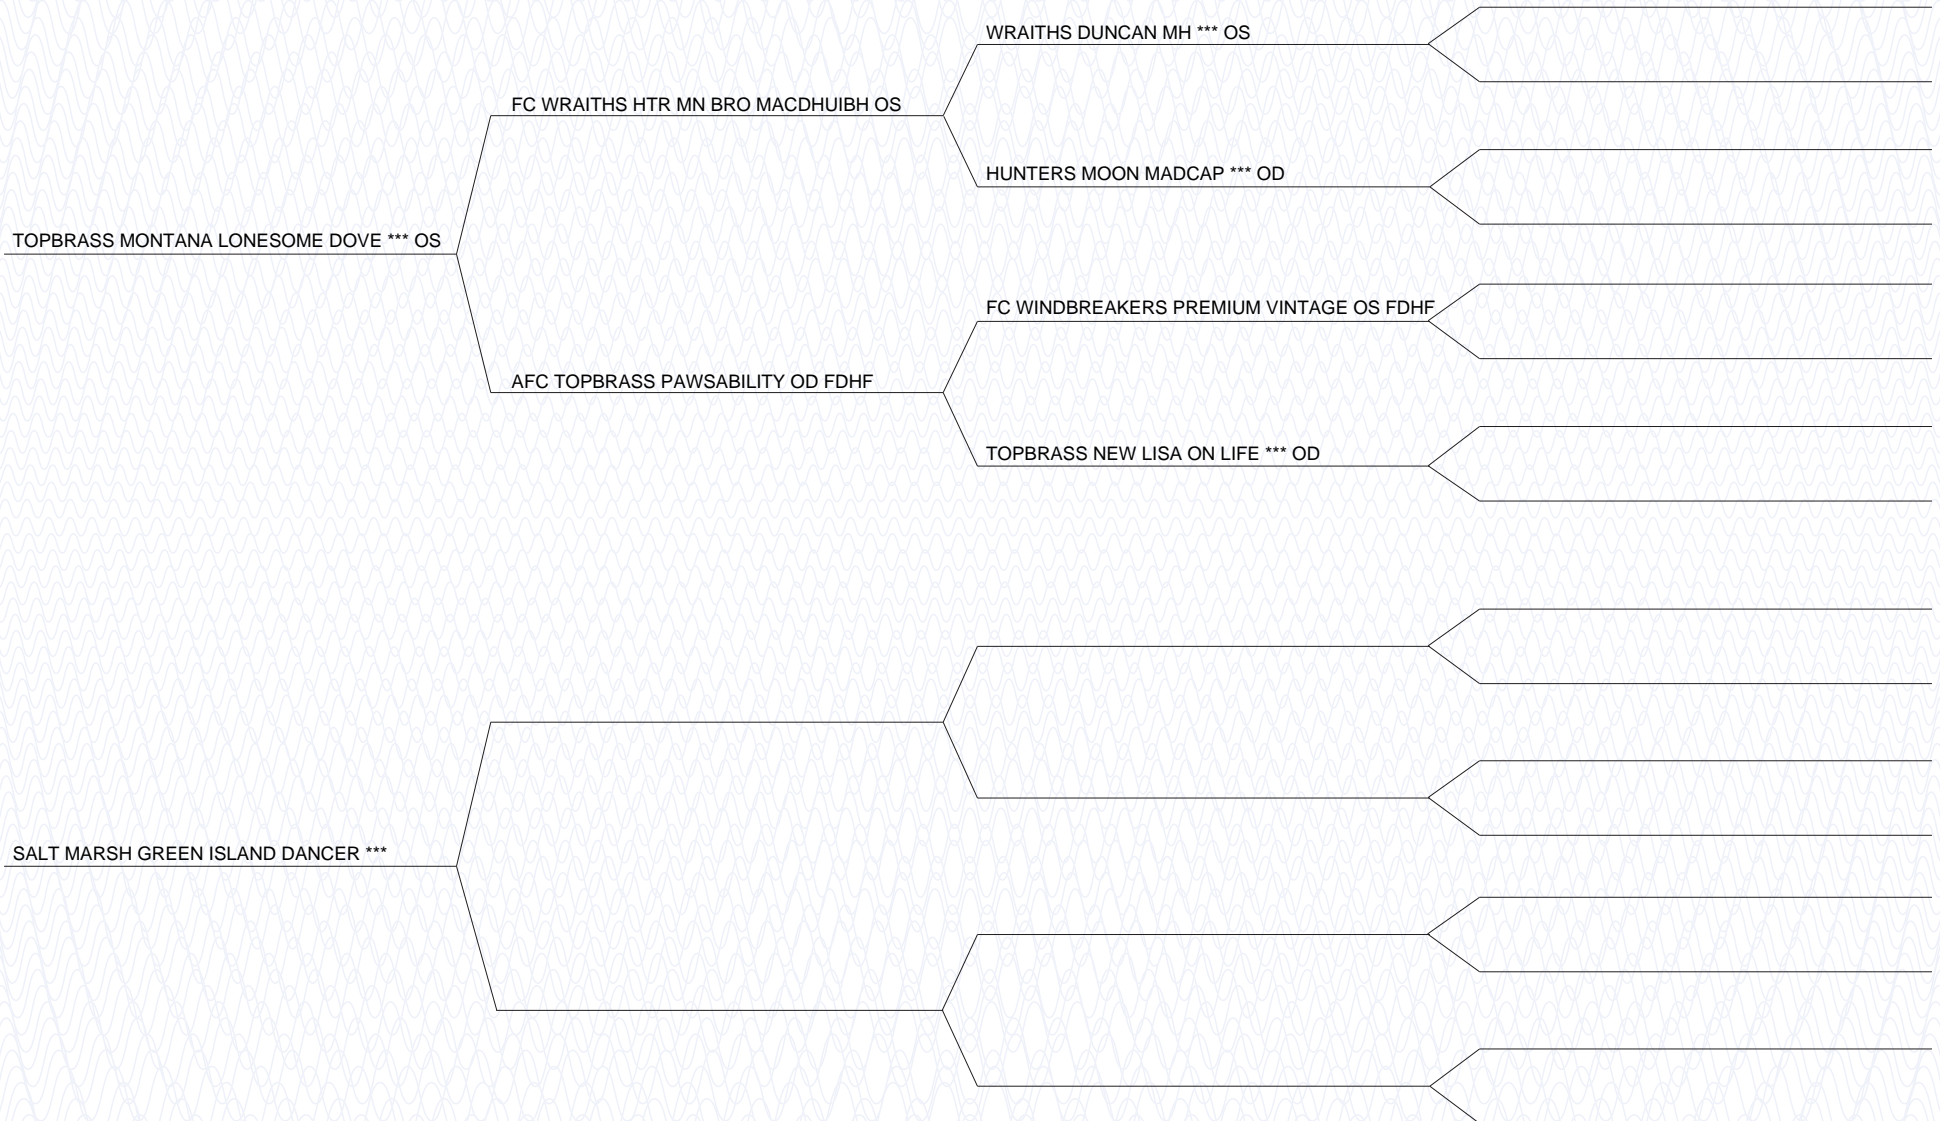 WRAITHS DUNCAN MH *** OS
FC WRAITHS HTR MN BRO MACDHUIBH OS
HUNTERS MOON MADCAP *** OD
TOPBRASS MONTANA LONESOME DOVE *** OS
FC WINDBREAKERS PREMIUM VINTAGE OS FDHF
AFC TOPBRASS PAWSABILITY OD FDHF
TOPBRASS NEW LISA ON LIFE *** OD
SALT MARSH GREEN ISLAND DANCER ***